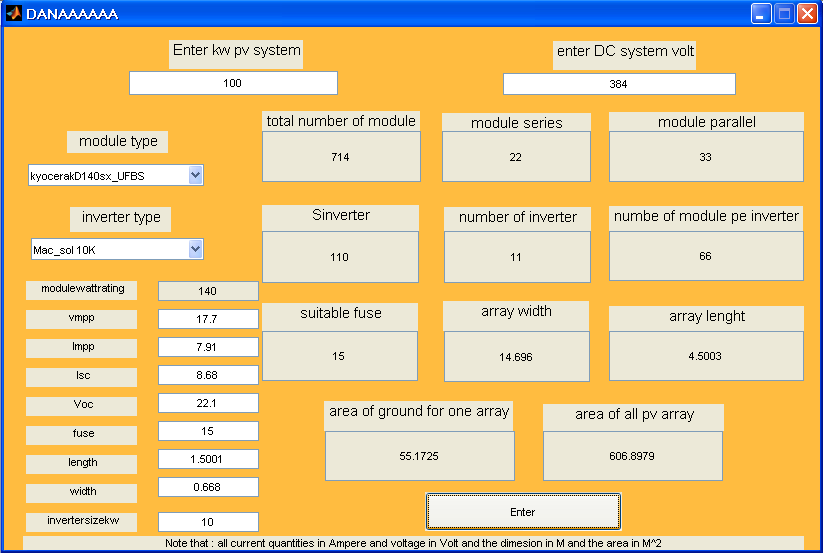 DANAAAAAA
Enter kw pv system
enter DC system volt
100
384
total number of module
module series
module parallel
714
22
33
module type
kyocerakD140sx_UFBS
Sinverter
number of inverter
numbe of module pe inverter
inverter type
110
11
66
Mac_sol 10K
modulewattrating
140
suitable fuse
array width
array lenght
vmpp
17.7
15
14.696
4.5003
Impp
7.91
Isc
8.68
Voc
22.1
area of ground for one array
area of all pv array
fuse
15
55.1725
606.8979
length
1.5001
width
0.668
invertersizekw
10
Enter
Note that : all current quantities in Ampere and voltage in Volt and the dimesion in M and the area in M^2